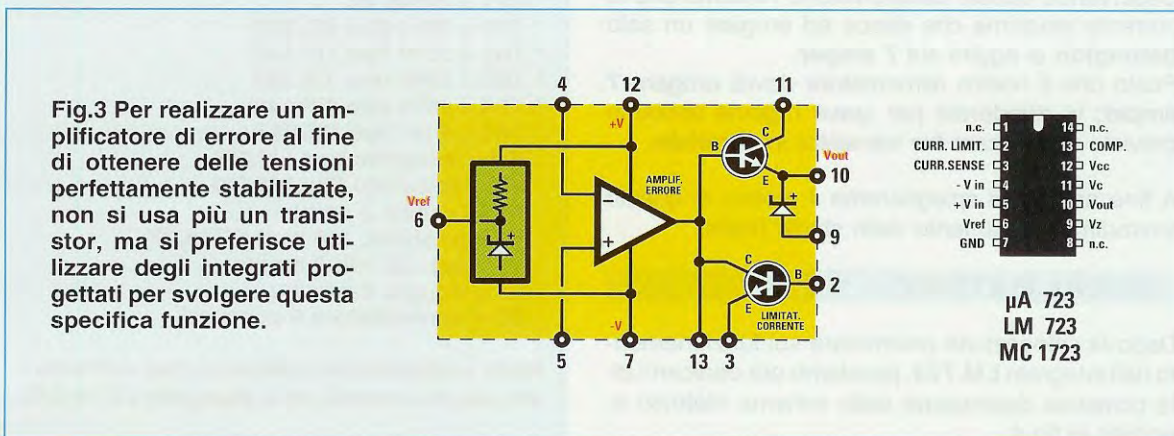 Fig.3 Per realizzare un am-
plificatore di errore al fine
di ottenere delle tensioni
perfettamente stabilizzate,
non si usa più un transi-
stor, ma si preferisce uti-
lizzare degli integrati pro-
gettati per svolgere questa
specifica funzione.
4 12 11
+V
C
B
E
Vout
10
Vref
6
AMPLIF.
ERRORE
−
+
9
C
B
E
2
LIMITAT.
CORRENTE
-V
5 7 13 3
n.c. 1 14 n.c.
CURR. LIMIT. 2 13 COMP.
CURR.SENSE 3 12 Vcc
- V in 4 11 Vc
+ V in 5 10 Vout
Vref 6 9 Vz
GND 7 8 n.c.
µA 723
LM 723
MC 1723